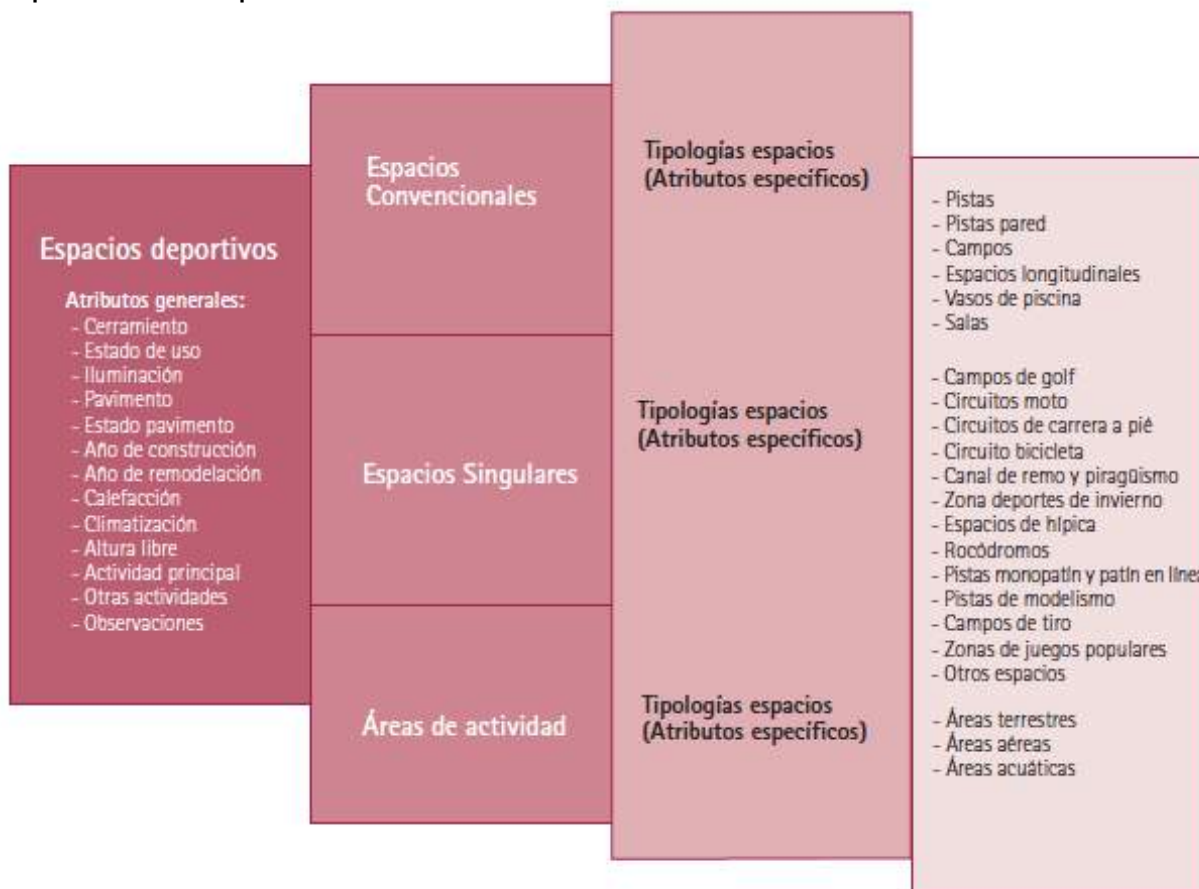 Espacios deportivos
Atributos generales:
- Cerramiento
- Estado de uso
- Iluminación
- Pavimento
- Estado pavimento
- Año de construcción
- Año de remodelación
- Calefacción
- Climatización
- Altura libre
- Actividad principal
- Otras actividades
- Observaciones
Espacios
Convencionales
Espacios Singulares
Áreas de actividad
Tipologías espacios
(Atributos específicos)
Tipologías espacios
(Atributos específicos)
Tipologías espacios
(Atributos específicos)
- Pistas
- Pistas pared
- Campos
- Espacios longitudinales
- Vasos de piscina
- Salas
- Campos de golf
- Circuitos moto
- Circuitos de carrera a pié
- Circuito bicicleta
- Canal de remo y piragüismo
- Zona deportes de invierno
- Espacios de hípica
- Rocódromos
- Pistas monopatín y patín en línea
- Pistas de modelismo
- Campos de tiro
- Zonas de juegos populares
- Otros espacios
- Áreas terrestres
- Áreas aéreas
- Áreas acuáticas